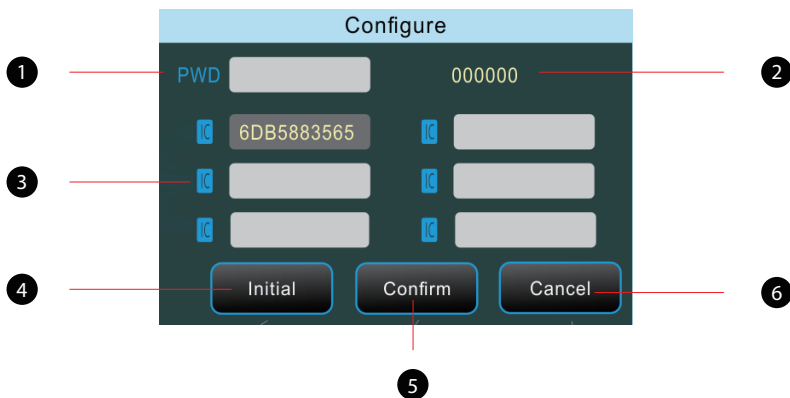 Configure
1 PWD 000000 2
IC 6DB5883565 IC
3 IC IC
IC IC
4 Initial Confirm Cancel 6
5